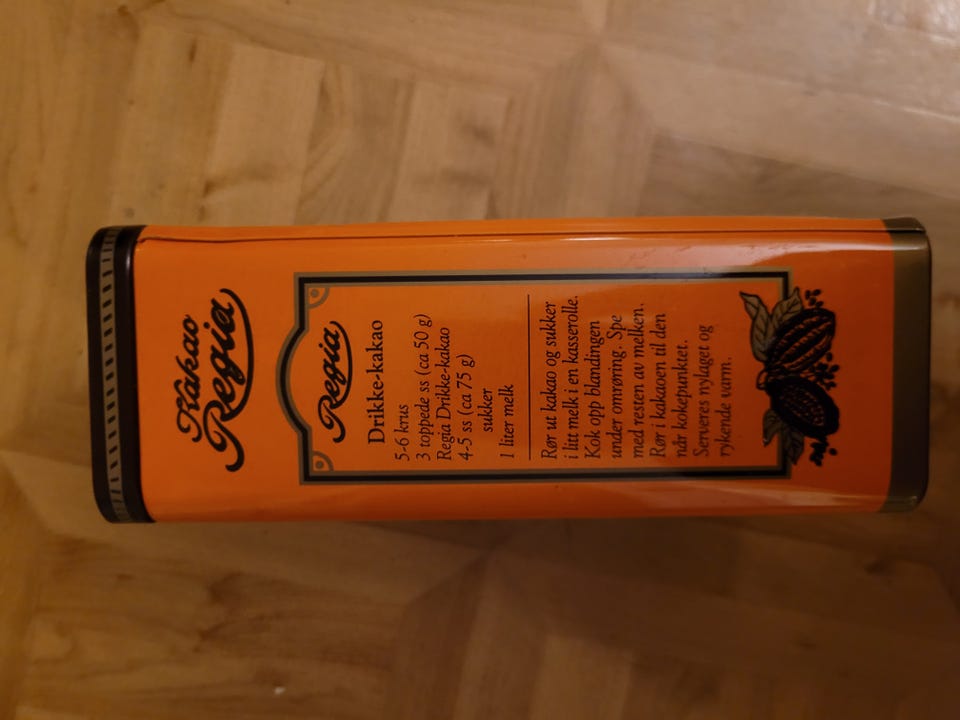 Kakao
Regia
Regia
Drikke-kakao
5-6 krus
3 toppede ss (ca 50 g)
Regia Drikke-kakao
4-5 ss (ca 75 g)
sukker
1 liter melk
Rør ut kakao og sukker
i litt melk i en kasserolle.
Kok opp blandingen
under omrøring. Spe
med resten av melken.
Rør i kakaoen til den
når kokepunktet.
Serveres nylaget og
rykende varm.